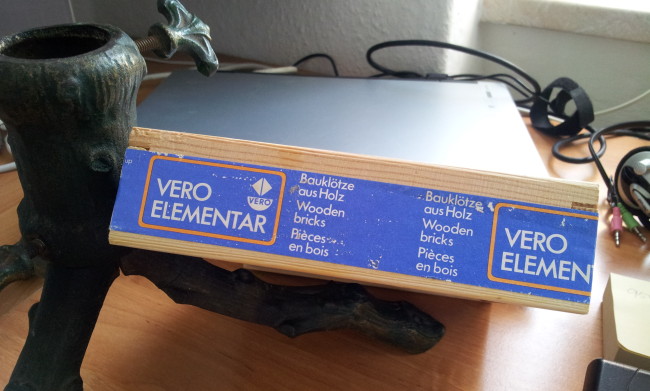 VERO
ELEMENTAR
VERO
Bauklötze
aus Holz
Wooden
bricks
Pièces
en bois
Bauklötze
aus Holz
Wooden
bricks
Pièces
en bois
VERO
ELEMEN